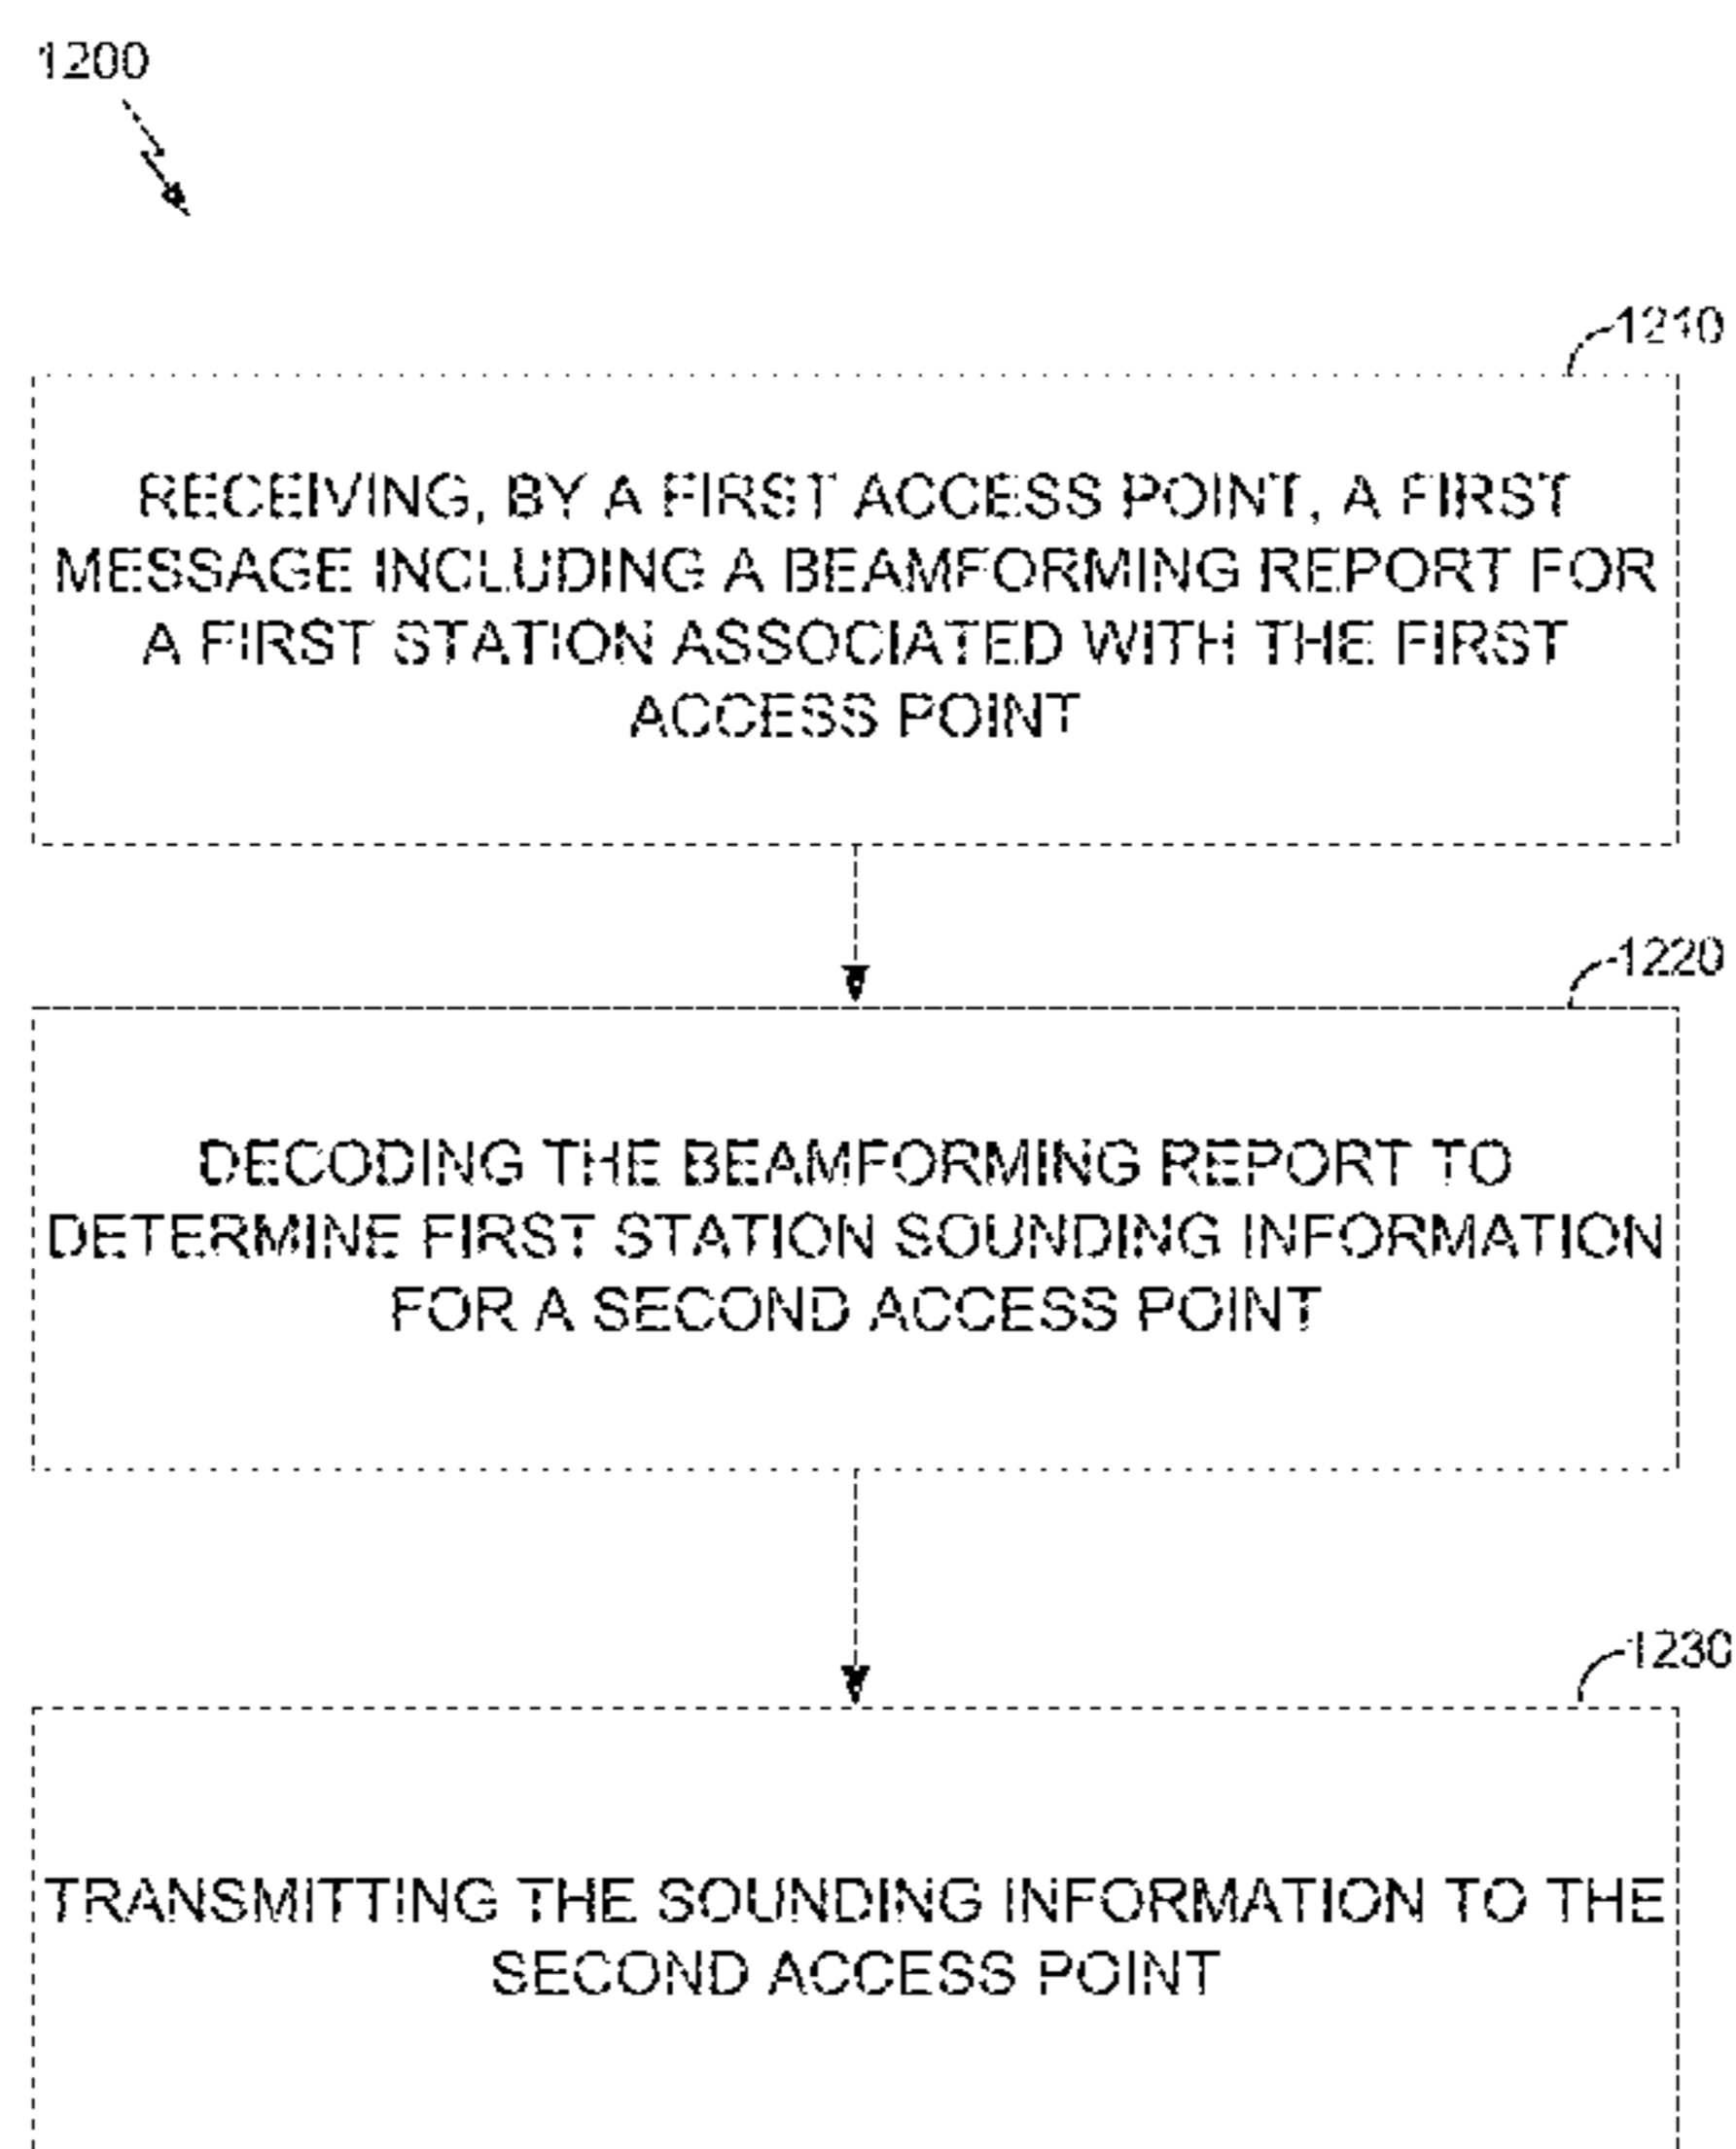 1200
1210
RECEIVING, BY A FIRST ACCESS POINT, A FIRST
MESSAGE INCLUDING A BEAMFORMING REPORT FOR
A FIRST STATION ASSOCIATED WITH THE FIRST
ACCESS POINT
1220
DECODING THE BEAMFORMING REPORT TO
DETERMINE FIRST STATION SOUNDING INFORMATION
FOR A SECOND ACCESS POINT
1230
TRANSMITTING THE SOUNDING INFORMATION TO THE
SECOND ACCESS POINT